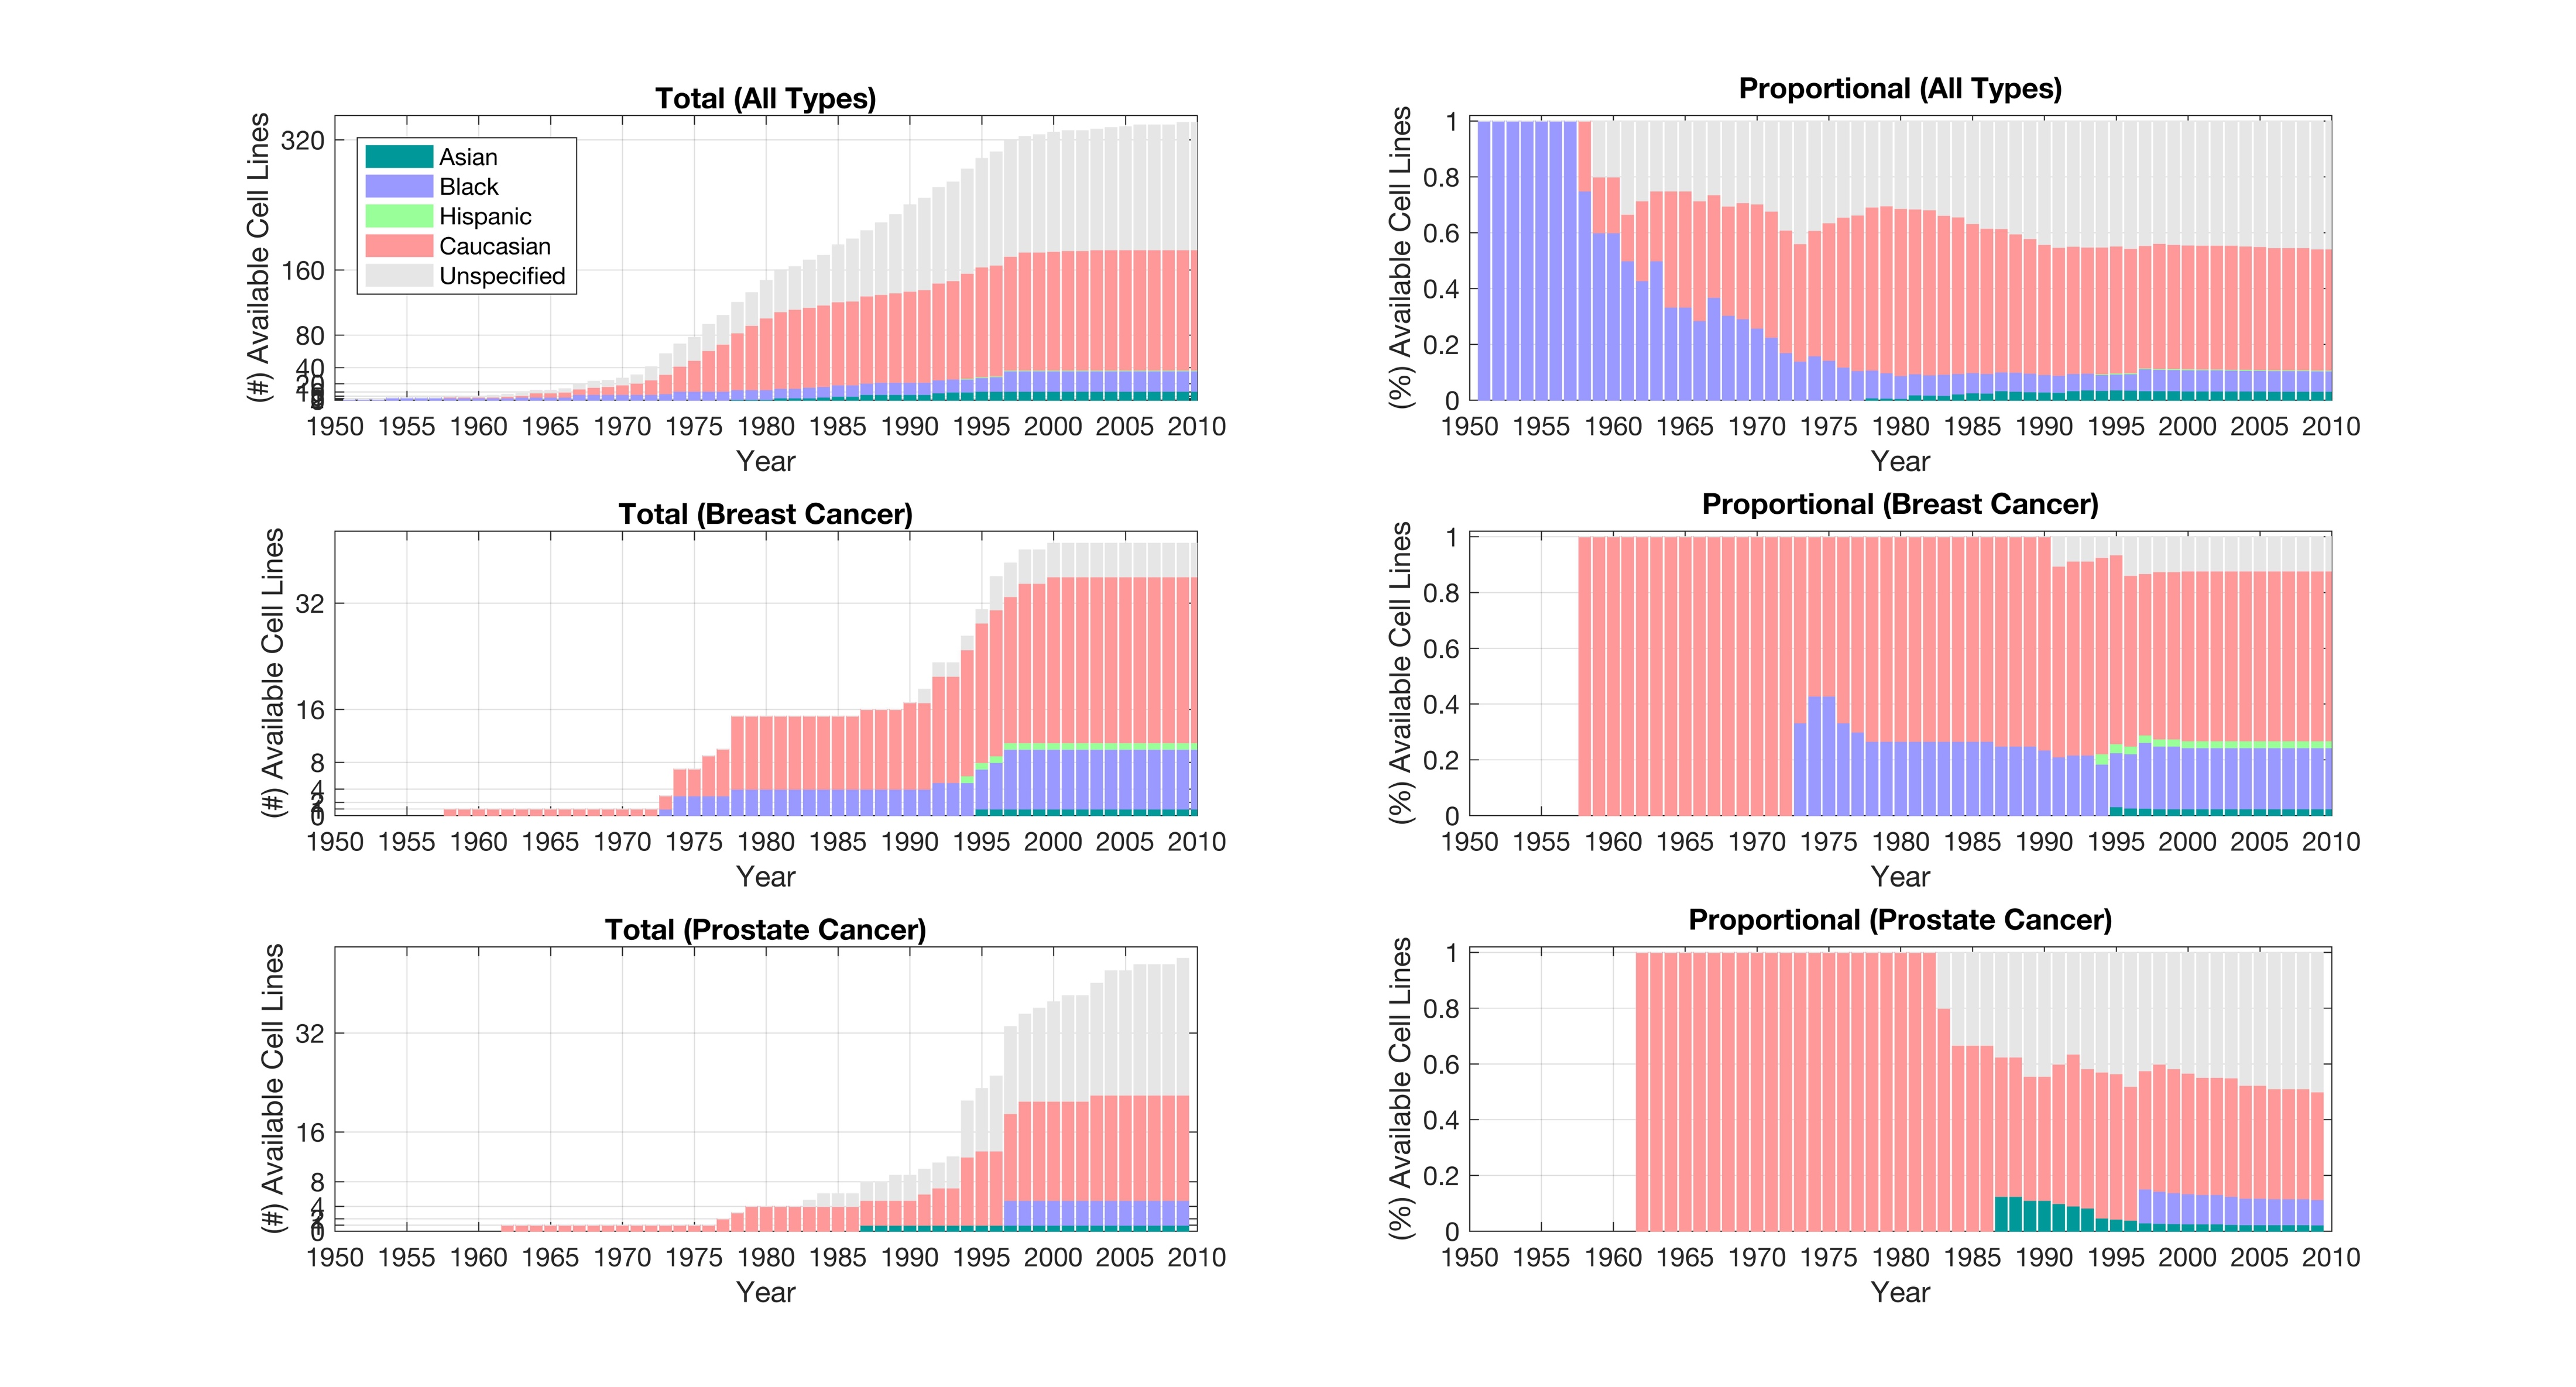 Total (All Types)
(#) Available Cell Lines
320
160
80
40
20
Asian
Black
Hispanic
Caucasian
Unspecified
1950 1955 1960 1965 1970 1975 1980 1985 1990 1995 2000 2005 2010
Year
Proportional (All Types)
(%) Available Cell Lines
1
0.8
0.6
0.4
0.2
0
1950 1955 1960 1965 1970 1975 1980 1985 1990 1995 2000 2005 2010
Year
Total (Breast Cancer)
(#) Available Cell Lines
32
16
8
4
2
0
1950 1955 1960 1965 1970 1975 1980 1985 1990 1995 2000 2005 2010
Year
Proportional (Breast Cancer)
(%) Available Cell Lines
1
0.8
0.6
0.4
0.2
0
1950 1955 1960 1965 1970 1975 1980 1985 1990 1995 2000 2005 2010
Year
Total (Prostate Cancer)
(#) Available Cell Lines
32
16
8
4
2
0
1950 1955 1960 1965 1970 1975 1980 1985 1990 1995 2000 2005 2010
Year
Proportional (Prostate Cancer)
(%) Available Cell Lines
1
0.8
0.6
0.4
0.2
0
1950 1955 1960 1965 1970 1975 1980 1985 1990 1995 2000 2005 2010
Year